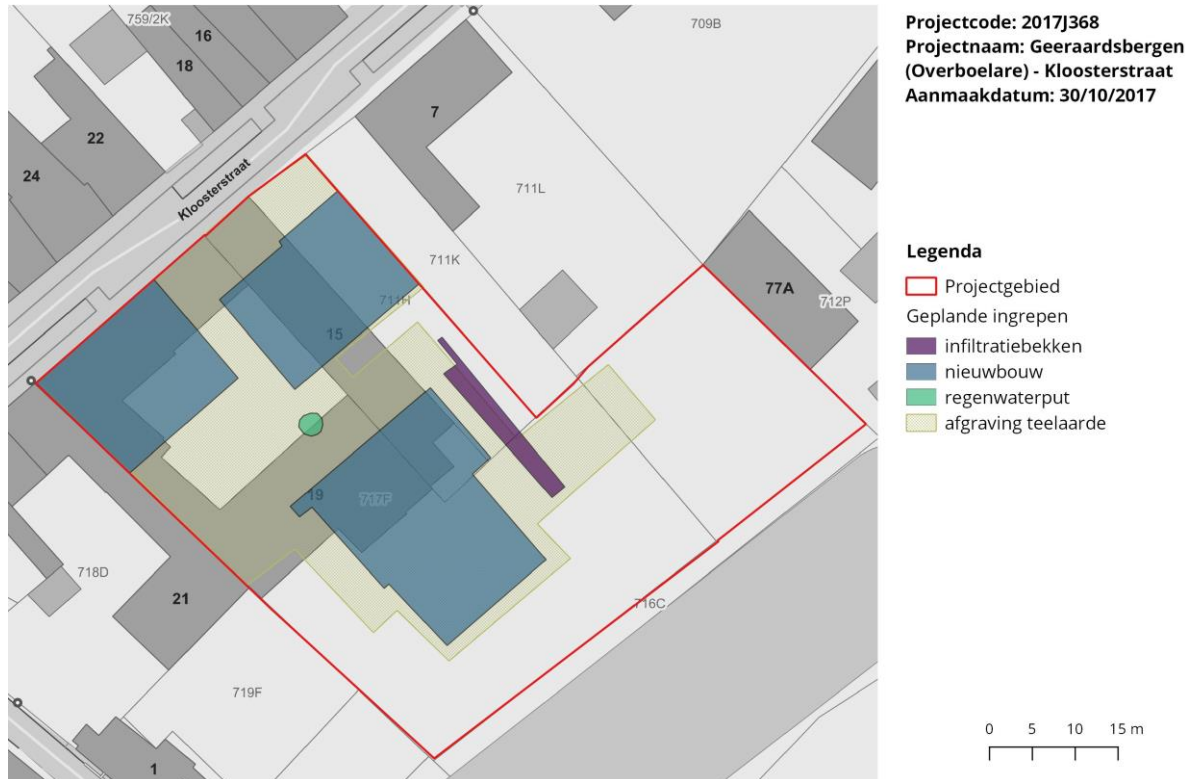 Projectcode: 2017J368
Projectnaam: Geeraardsbergen
(Overboelare) - Kloosterstraat
Aanmaakdatum: 30/10/2017
759/2K
16
18
709B
7
22
24
Kloosterstraat
711L
711K
77A
712P
711H
15
19
717F
718D
21
716C
719F
1
Legenda
Projectgebied
Geplande ingrepen
infiltratiebekken
nieuwbouw
regenwaterput
afgraving teelaarde
0 5 10 15 m